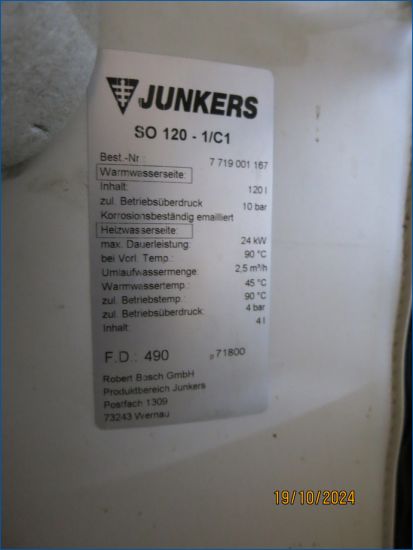 JUNKERS
SO 120 - 1/C1
Best.-Nr.: 7 719 001 167
Warmwasserseite:
Inhalt: 120 l
zul. Betriebsüberdruck 10 bar
Korrosionsbeständig emailliert
Heizwasserseite:
max. Dauerleistung: 24 kW
bei Vorl. Temp.: 90 °C
Umlaufwassermenge: 2,5 m³/h
Warmwassertemp.: 45 °C
zul. Betriebstemp.: 90 °C
zul. Betriebsüberdruck: 4 bar
Inhalt: 4 l
F.D.: 490 p71800
Robert Bosch GmbH
Produktbereich Junkers
Postfach 1309
73243 Wernau
19/10/2024